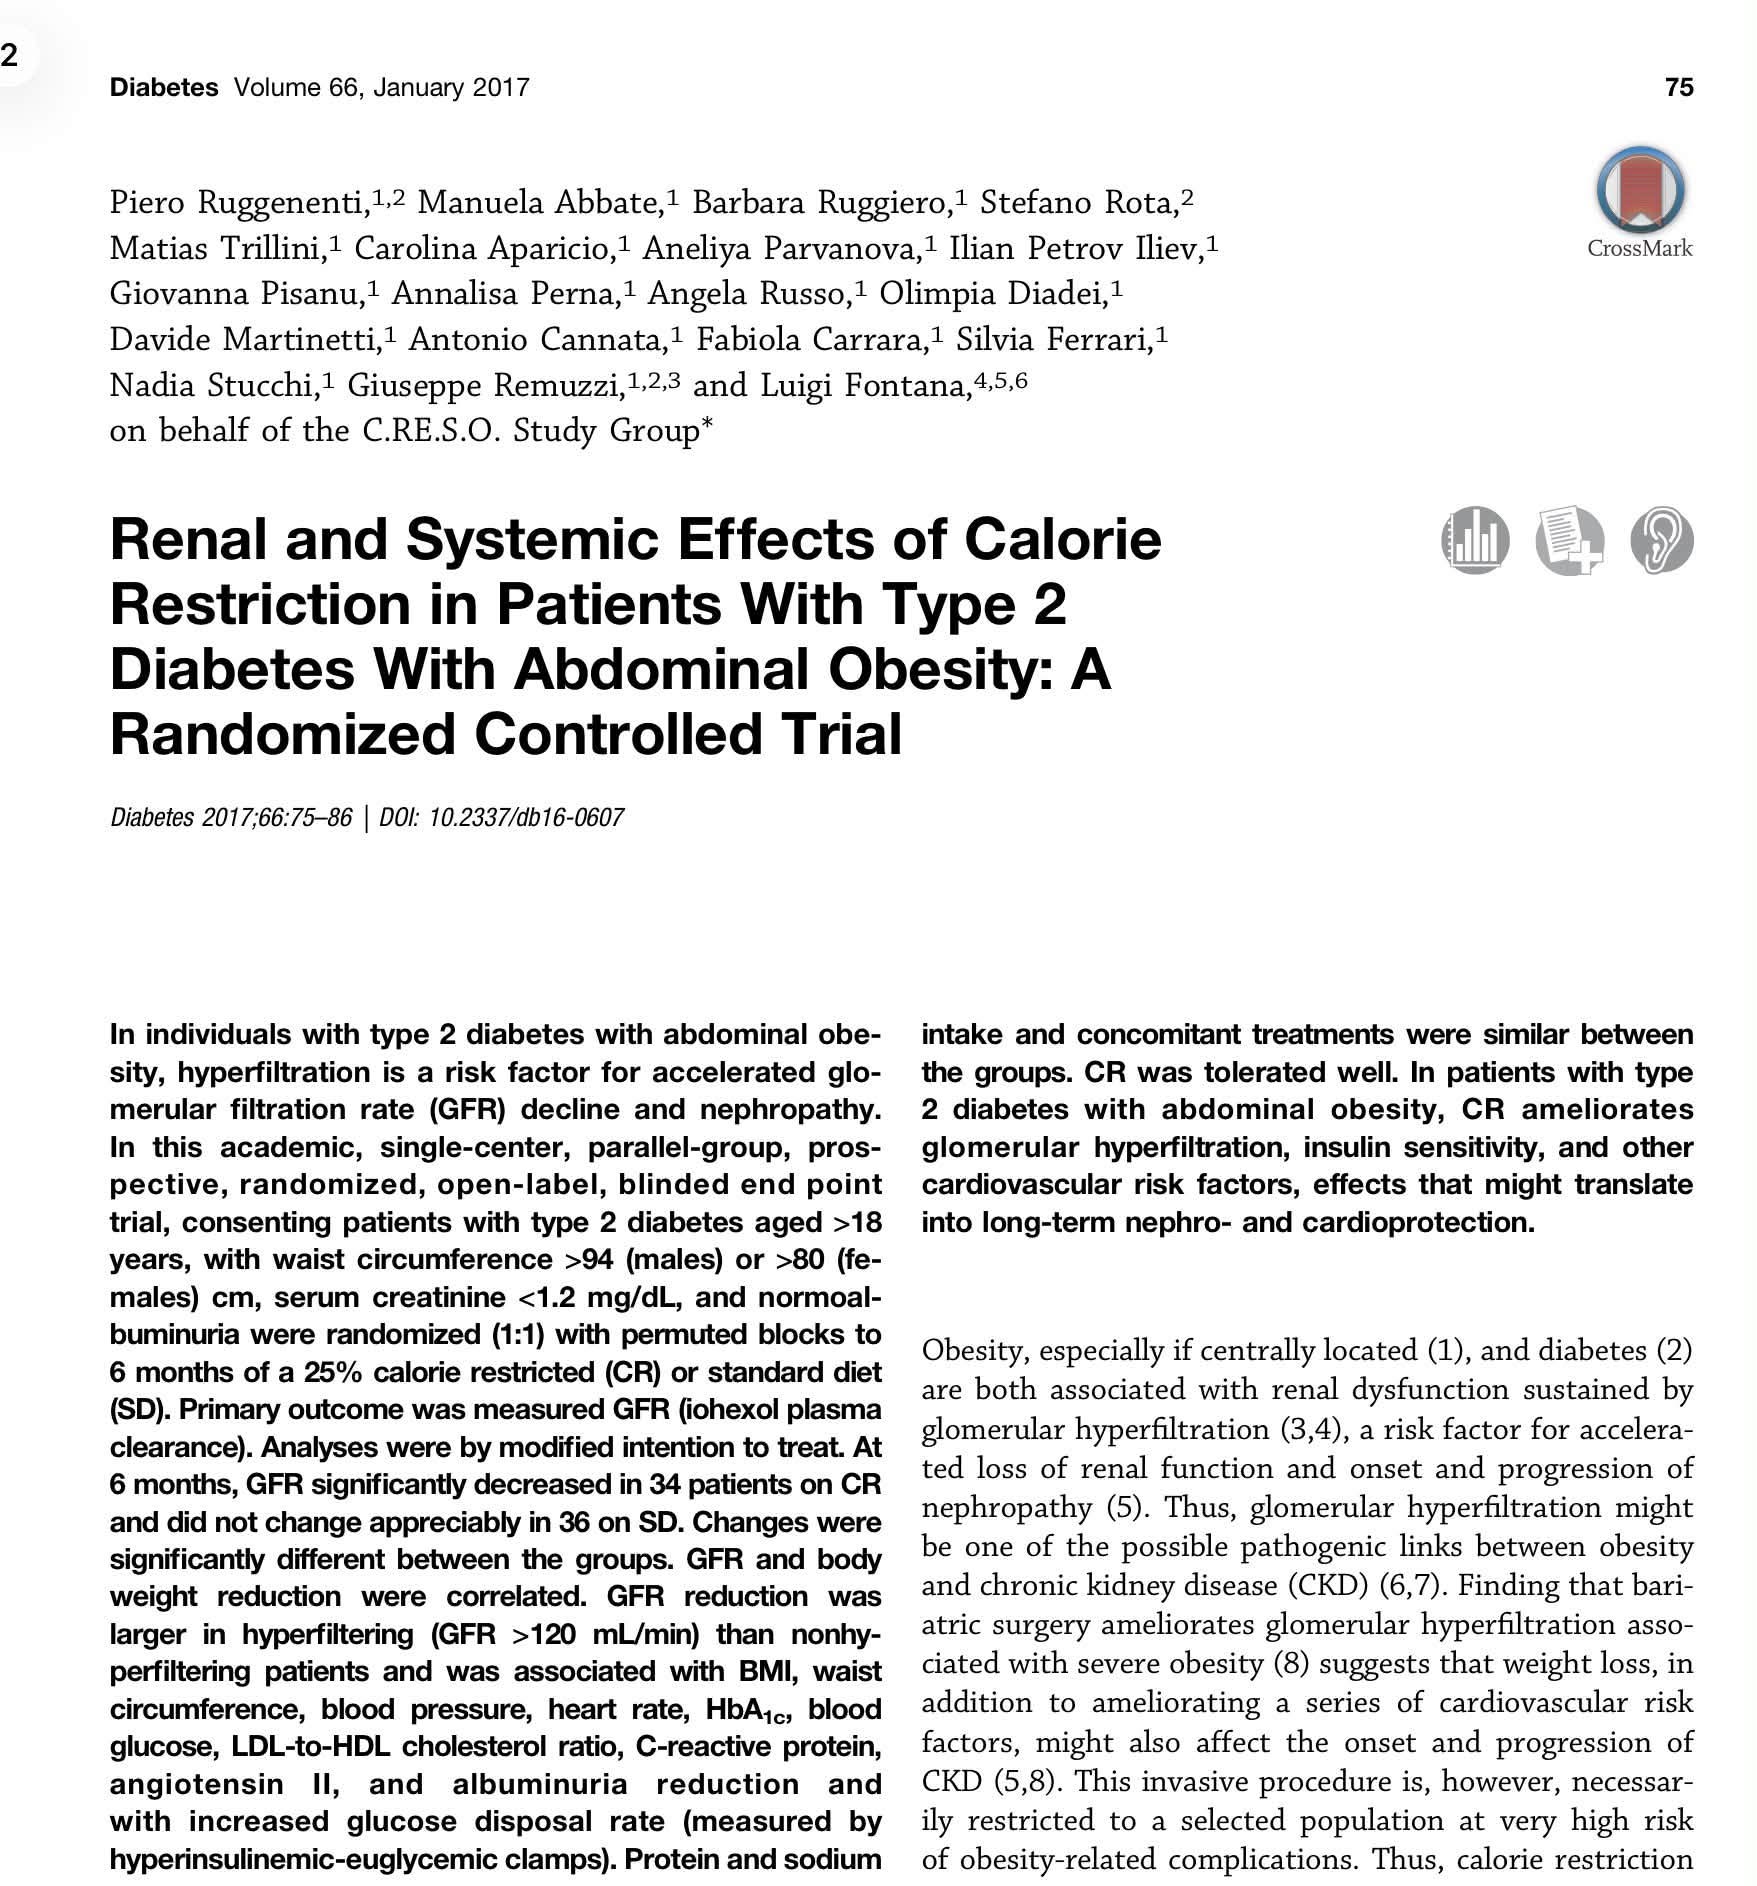 2
Diabetes Volume 66, January 2017
75
Piero Ruggenenti,1,2 Manuela Abbate,1 Barbara Ruggiero,1 Stefano Rota,2
Matias Trillini,1 Carolina Aparicio,1 Aneliya Parvanova,1 Ilian Petrov Iliev,1
Giovanna Pisanu,1 Annalisa Perna,1 Angela Russo,1 Olimpia Diadei,1
Davide Martinetti,1 Antonio Cannata,1 Fabiola Carrara,1 Silvia Ferrari,1
Nadia Stucchi,1 Giuseppe Remuzzi,1,2,3 and Luigi Fontana,4,5,6
on behalf of the C.RE.S.O. Study Group*
CrossMark
Renal and Systemic Effects of Calorie
Restriction in Patients With Type 2
Diabetes With Abdominal Obesity: A
Randomized Controlled Trial
Diabetes 2017;66:75–86 | DOI: 10.2337/db16-0607
In individuals with type 2 diabetes with abdominal obe-
sity, hyperfiltration is a risk factor for accelerated glo-
merular filtration rate (GFR) decline and nephropathy.
In this academic, single-center, parallel-group, pros-
pective, randomized, open-label, blinded end point
trial, consenting patients with type 2 diabetes aged >18
years, with waist circumference >94 (males) or >80 (fe-
males) cm, serum creatinine <1.2 mg/dL, and normoal-
buminuria were randomized (1:1) with permuted blocks to
6 months of a 25% calorie restricted (CR) or standard diet
(SD). Primary outcome was measured GFR (iohexol plasma
clearance). Analyses were by modified intention to treat. At
6 months, GFR significantly decreased in 34 patients on CR
and did not change appreciably in 36 on SD. Changes were
significantly different between the groups. GFR and body
weight reduction were correlated. GFR reduction was
larger in hyperfiltering (GFR >120 mL/min) than nonhy-
perfiltering patients and was associated with BMI, waist
circumference, blood pressure, heart rate, HbA1c, blood
glucose, LDL-to-HDL cholesterol ratio, C-reactive protein,
angiotensin II, and albuminuria reduction and
with increased glucose disposal rate (measured by
hyperinsulinemic-euglycemic clamps). Protein and sodium
intake and concomitant treatments were similar between
the groups. CR was tolerated well. In patients with type
2 diabetes with abdominal obesity, CR ameliorates
glomerular hyperfiltration, insulin sensitivity, and other
cardiovascular risk factors, effects that might translate
into long-term nephro- and cardioprotection.
Obesity, especially if centrally located (1), and diabetes (2)
are both associated with renal dysfunction sustained by
glomerular hyperfiltration (3,4), a risk factor for accelera-
ted loss of renal function and onset and progression of
nephropathy (5). Thus, glomerular hyperfiltration might
be one of the possible pathogenic links between obesity
and chronic kidney disease (CKD) (6,7). Finding that bari-
atric surgery ameliorates glomerular hyperfiltration asso-
ciated with severe obesity (8) suggests that weight loss, in
addition to ameliorating a series of cardiovascular risk
factors, might also affect the onset and progression of
CKD (5,8). This invasive procedure is, however, necessar-
ily restricted to a selected population at very high risk
of obesity-related complications. Thus, calorie restriction